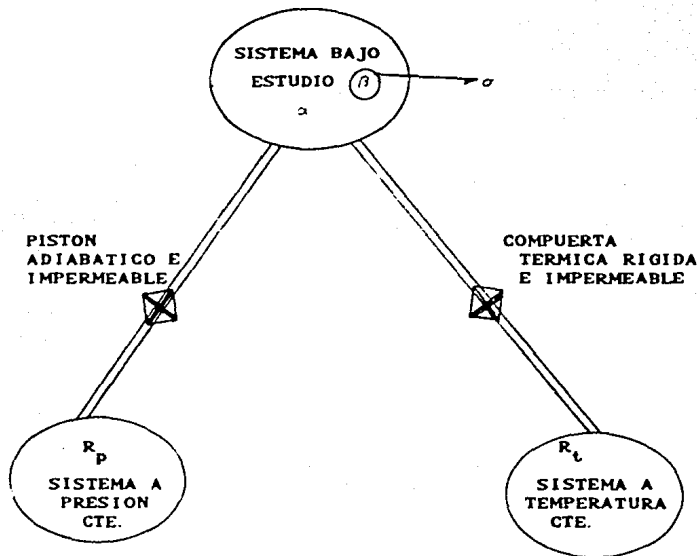 SISTEMA BAJO
ESTUDIO β σ
α
PISTON
ADIABATICO E
IMPERMEABLE
COMPUERTA
TERMICA RIGIDA
E IMPERMEABLE
R_p
SISTEMA A
PRESION
CTE.
R_t
SISTEMA A
TEMPERATURA
CTE.